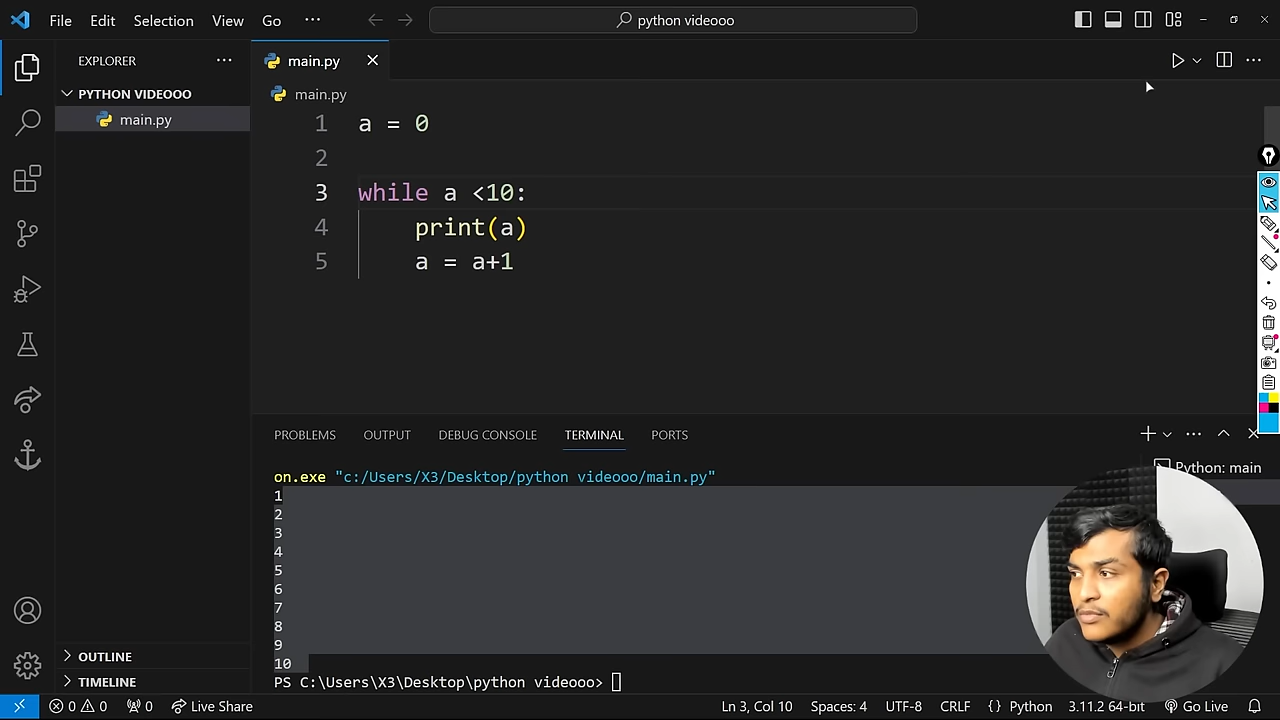 File Edit Selection View Go ··· python videooo
EXPLORER ···
PYTHON VIDEOOO
main.py
main.py
main.py
1 a = 0
2
3 while a <10:
4     print(a)
5     a = a+1
PROBLEMS OUTPUT DEBUG CONSOLE TERMINAL PORTS
Python: main
on.exe "c:/Users/X3/Desktop/python videooo/main.py"
1
2
3
4
5
6
7
8
9
10
PS C:\Users\X3\Desktop\python videooo>
OUTLINE
TIMELINE
0 0 0 Live Share Ln 3, Col 10 Spaces: 4 UTF-8 CRLF {} Python 3.11.2 64-bit Go Live